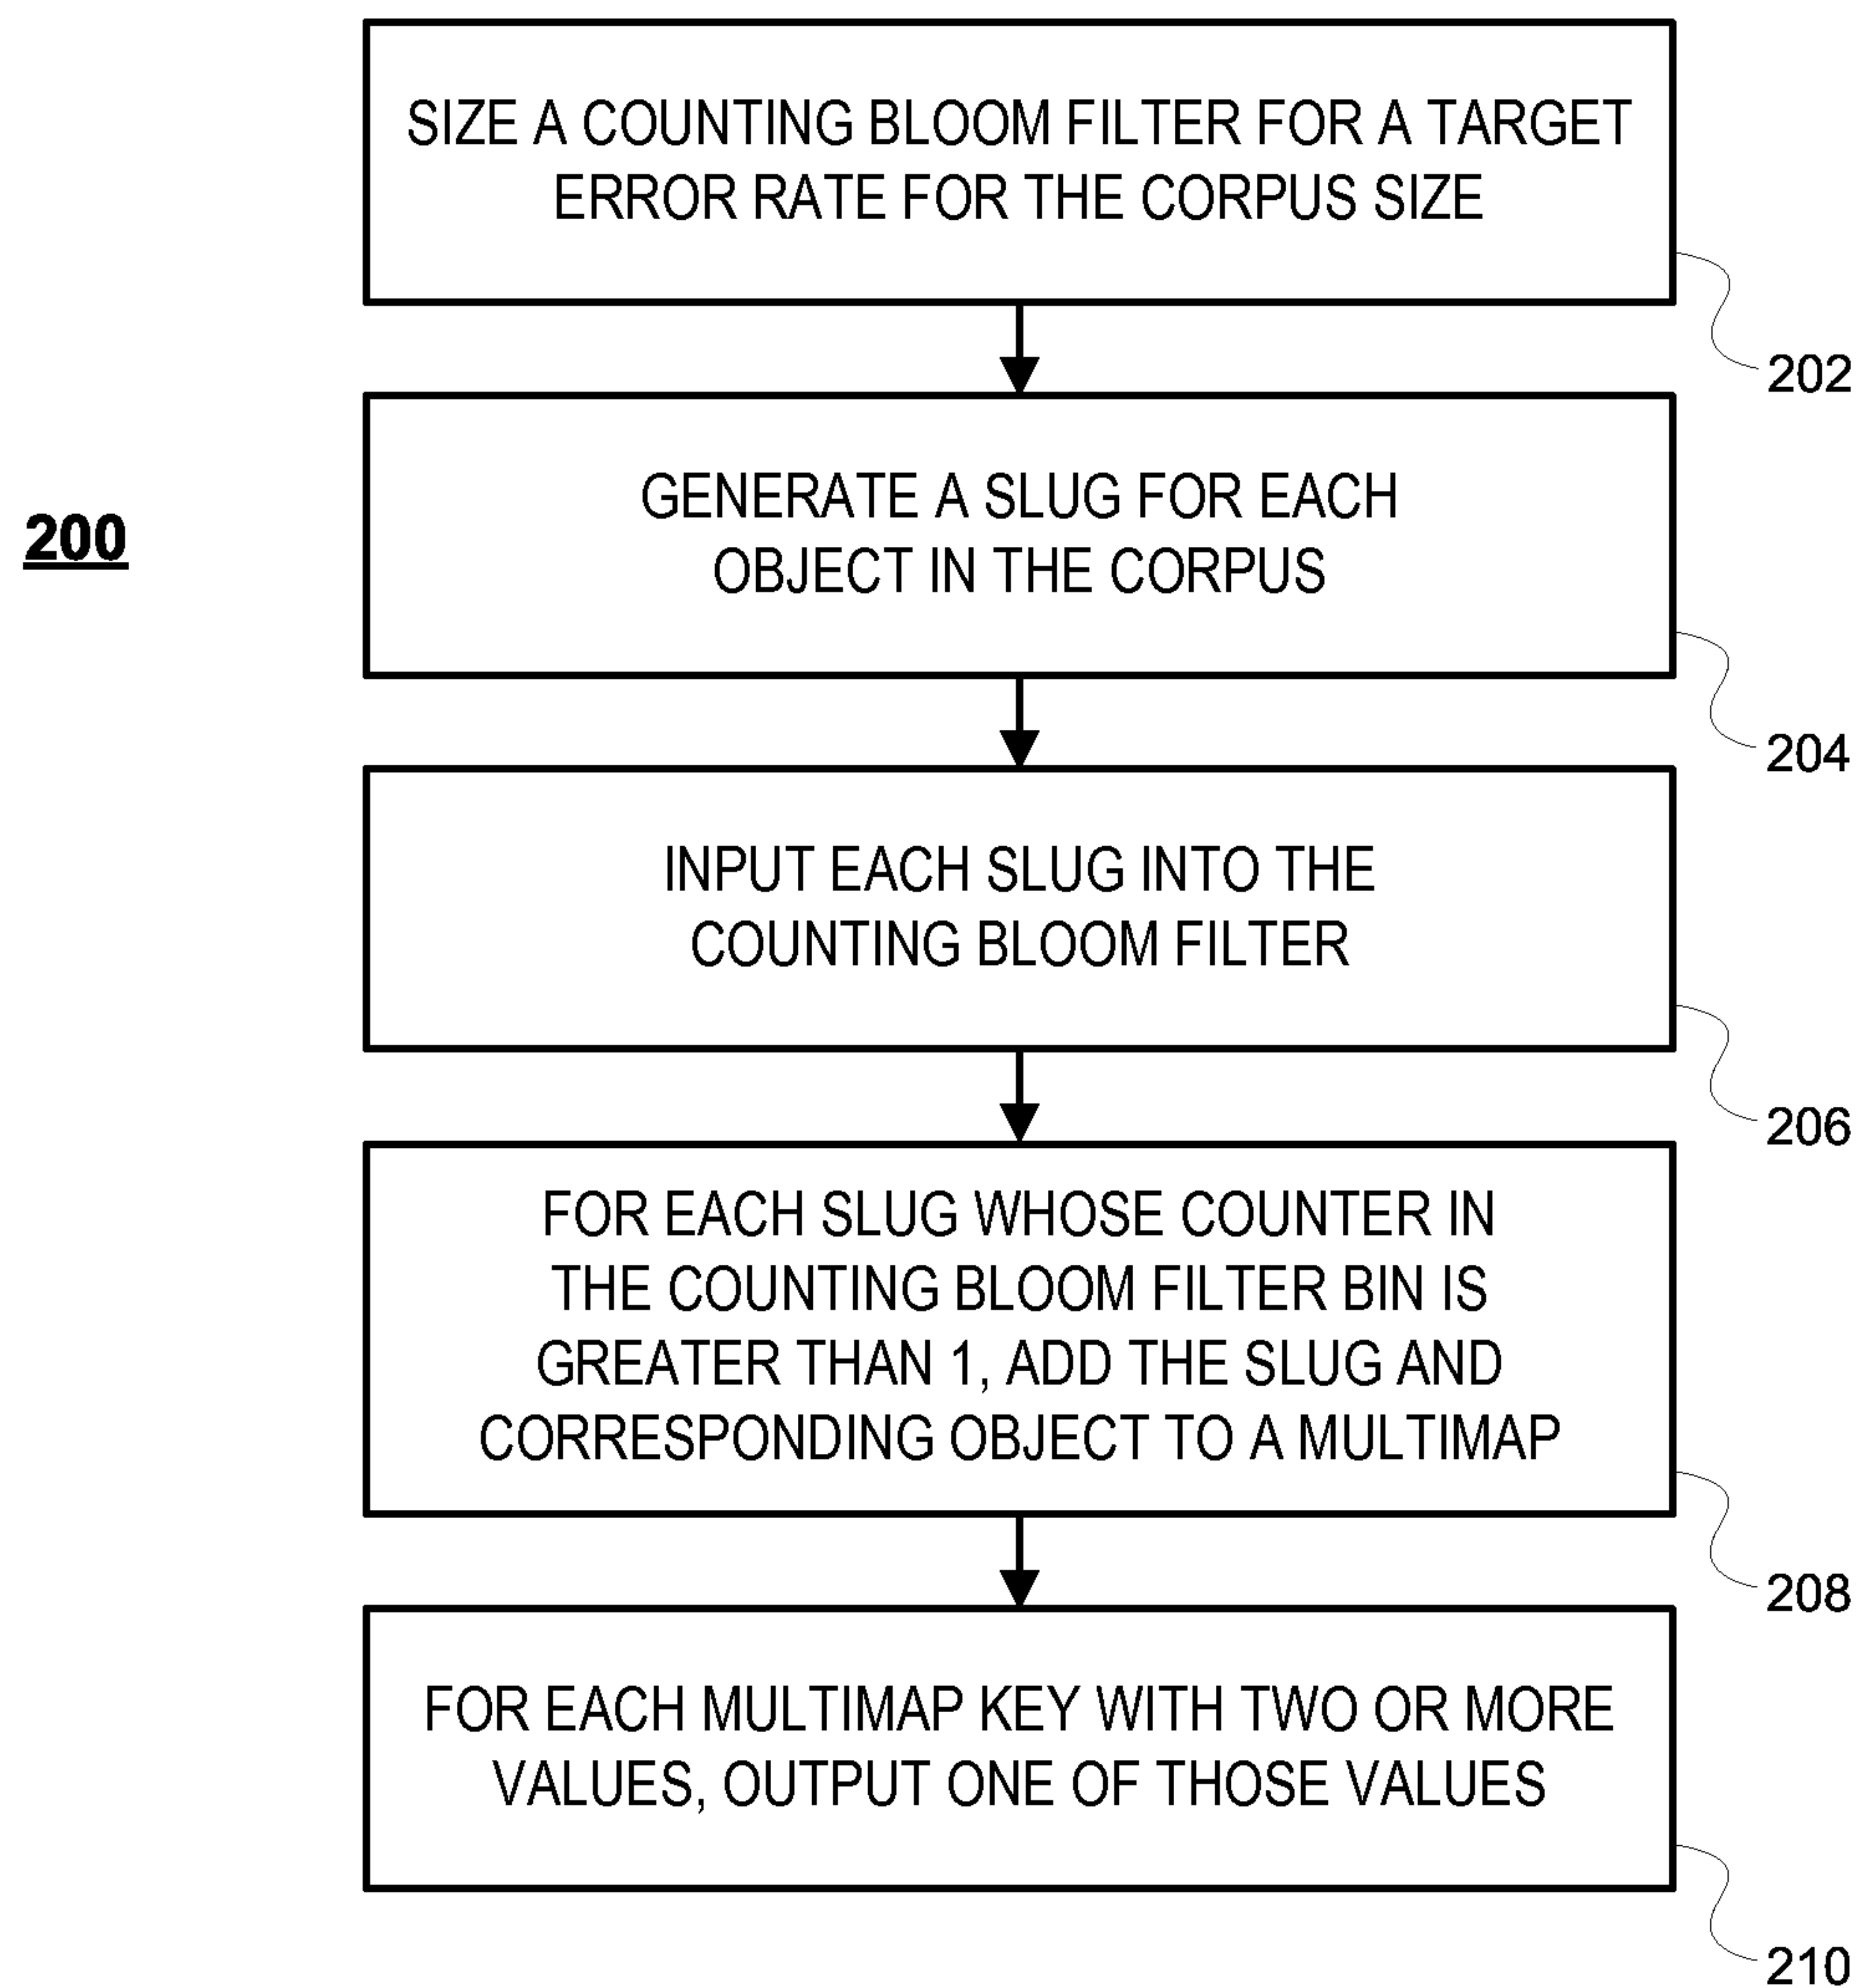 SIZE A COUNTING BLOOM FILTER FOR A TARGET
ERROR RATE FOR THE CORPUS SIZE
202
200
GENERATE A SLUG FOR EACH
OBJECT IN THE CORPUS
204
INPUT EACH SLUG INTO THE
COUNTING BLOOM FILTER
206
FOR EACH SLUG WHOSE COUNTER IN
THE COUNTING BLOOM FILTER BIN IS
GREATER THAN 1, ADD THE SLUG AND
CORRESPONDING OBJECT TO A MULTIMAP
208
FOR EACH MULTIMAP KEY WITH TWO OR MORE
VALUES, OUTPUT ONE OF THOSE VALUES
210